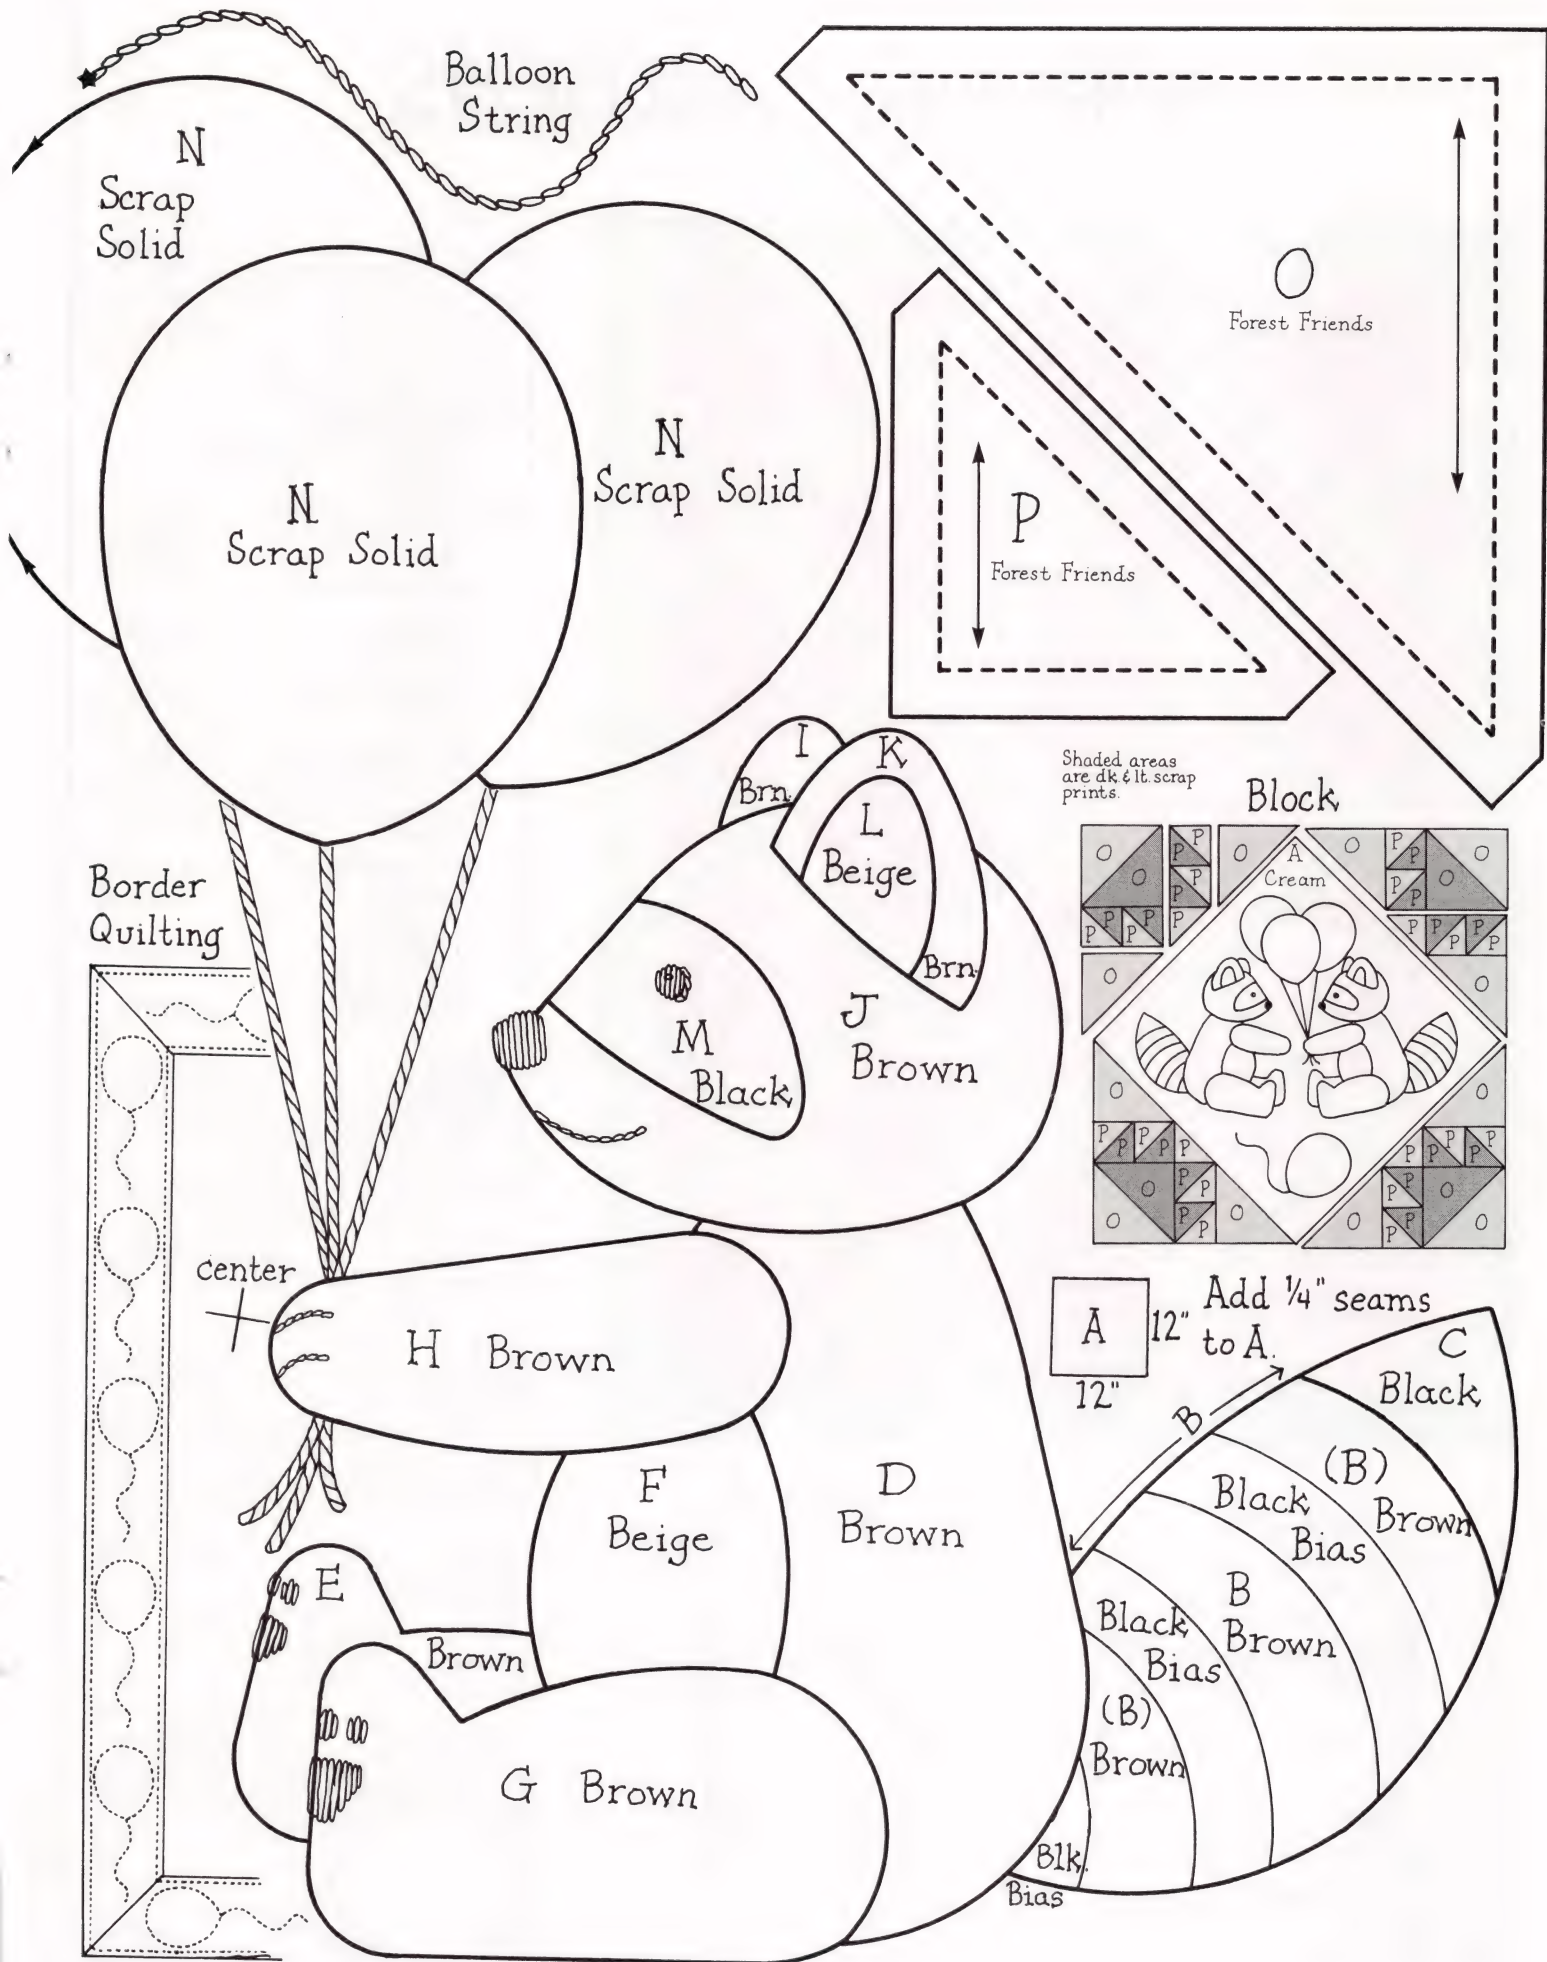 Balloon
String
N
Scrap
Solid
N
Scrap Solid
N
Scrap Solid
O
Forest Friends
P
Forest Friends
Shaded areas
are dk. & lt. scrap
prints.
Block
O
P
P
O
A
Cream
O
P
P
O
O
P
P
O
P
P
P
P
P
P
P
P
P
P
O
O
O
O
P
P
P
P
P
P
P
P
P
P
O
P
P
P
P
O
O
P
P
O
O
P
P
O
Border
Quilting
I
Brn.
K
L
Beige
Brn.
J
Brown
M
Black
center
H Brown
A
12"
12"
Add 1/4" seams
to A.
C
Black
B
(B)
Brown
Black
Bias
B
Brown
Black
Bias
(B)
Brown
Blk.
Bias
F
Beige
D
Brown
E
Brown
G Brown